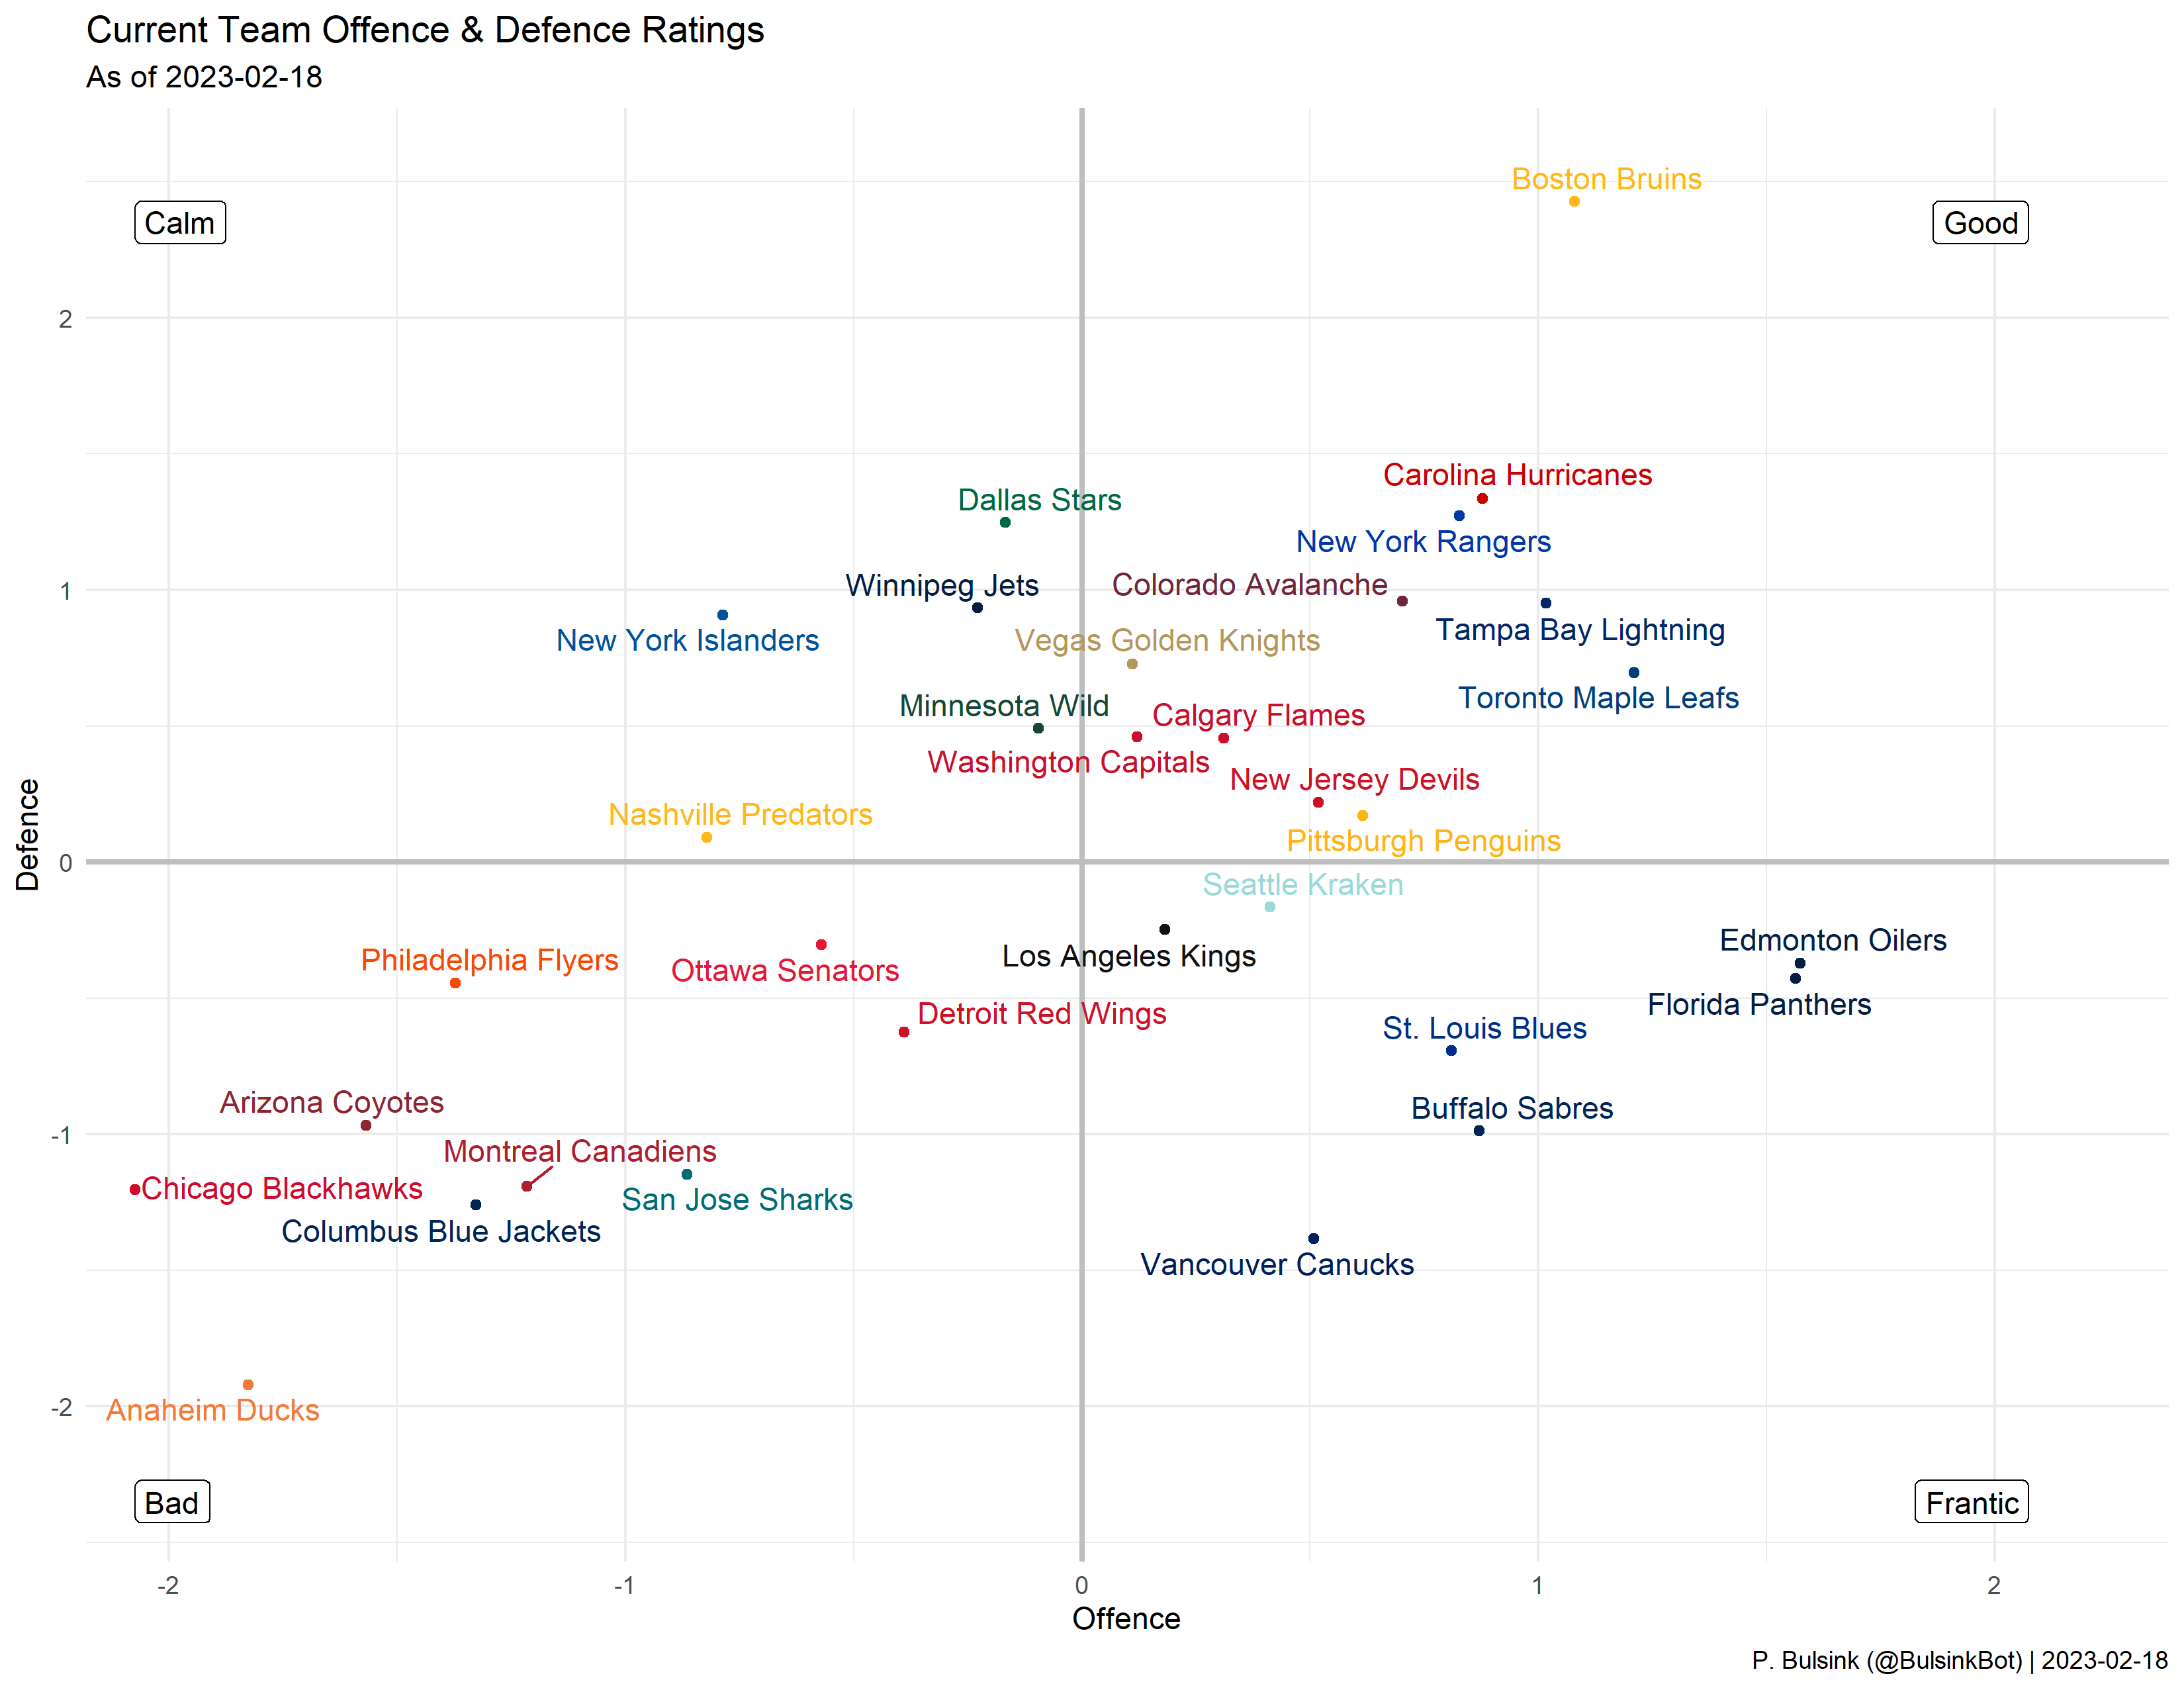 Current Team Offence & Defence Ratings
As of 2023-02-18
Boston Bruins
Calm
Good
2
Carolina Hurricanes
Dallas Stars
New York Rangers
Winnipeg Jets
Colorado Avalanche
1
Tampa Bay Lightning
New York Islanders
Vegas Golden Knights
Toronto Maple Leafs
Minnesota Wild
Calgary Flames
Washington Capitals
New Jersey Devils
Nashville Predators
Pittsburgh Penguins
Defence
0
Seattle Kraken
Edmonton Oilers
Los Angeles Kings
Philadelphia Flyers
Ottawa Senators
Florida Panthers
Detroit Red Wings
St. Louis Blues
Arizona Coyotes
Buffalo Sabres
-1
Montreal Canadiens
Chicago Blackhawks
San Jose Sharks
Columbus Blue Jackets
Vancouver Canucks
-2
Anaheim Ducks
Bad
Frantic
-2
-1
0
1
2
Offence
P. Bulsink (@BulsinkBot) | 2023-02-18